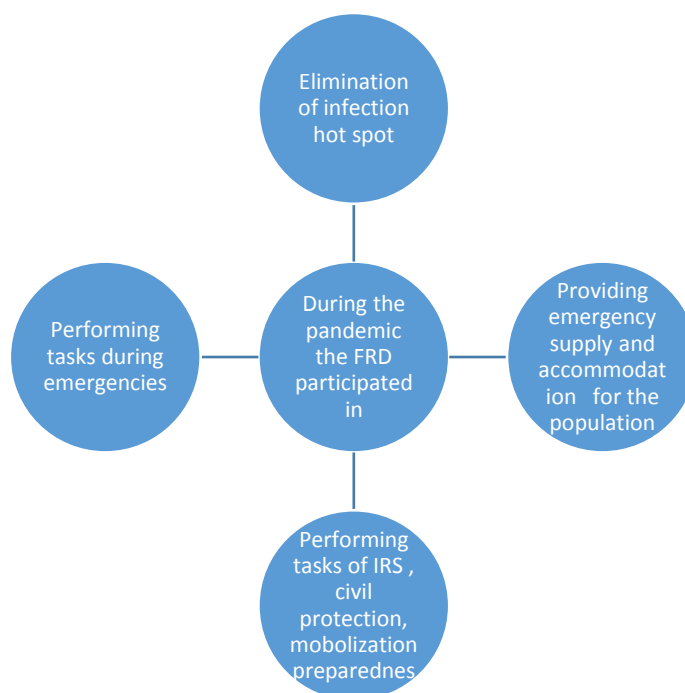 Elimination
of infection
hot spot
Performing
tasks during
emergencies
During the
pandemic
the FRD
participated
in
Providing
emergency
supply and
accommodat
ion for the
population
Performing
tasks of IRS ,
civil
protection,
mobolization
preparednes